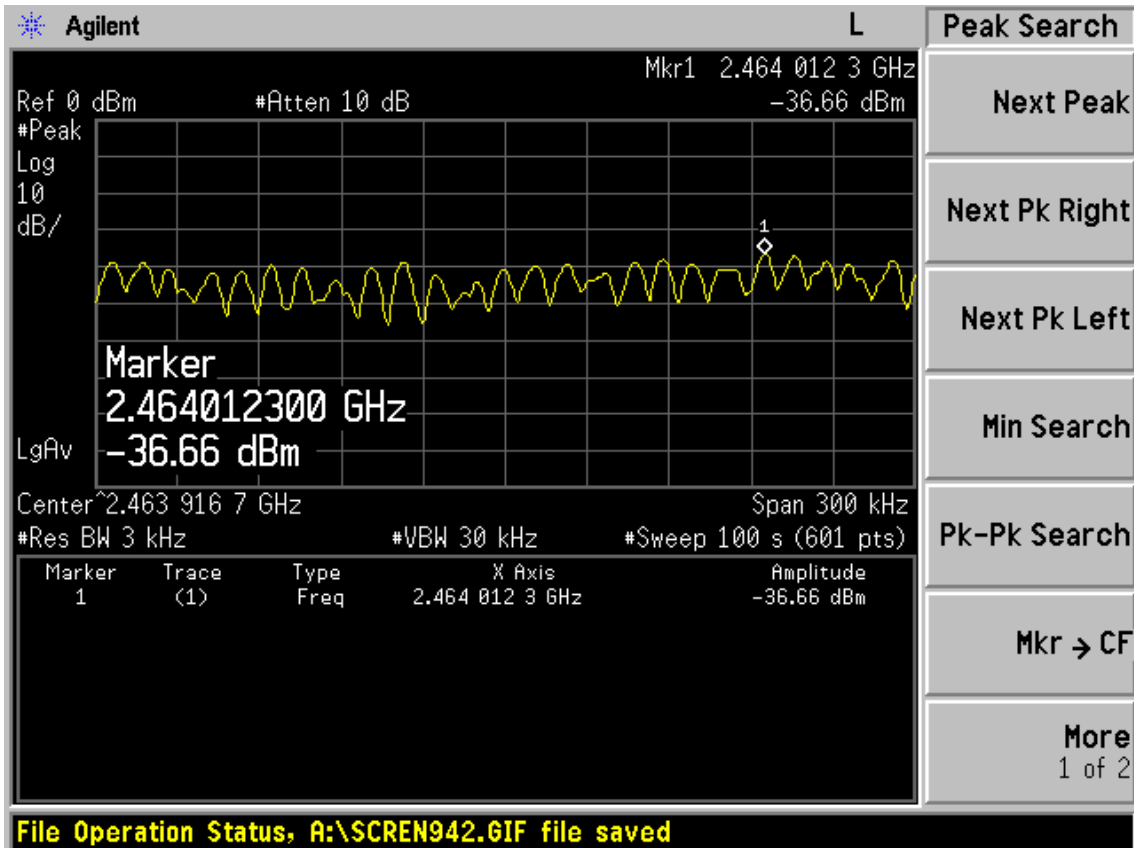 Agilent L Peak Search
Mkr1 2.464 012 3 GHz
Ref 0 dBm #Atten 10 dB -36.66 dBm
Next Peak
#Peak
Log
10
dB/
Next Pk Right
1
Next Pk Left
Marker
2.464012300 GHz
-36.66 dBm
LgAv
Min Search
Center^2.463 916 7 GHz Span 300 kHz
#Res BW 3 kHz #VBW 30 kHz #Sweep 100 s (601 pts)
Pk-Pk Search
Marker Trace Type X Axis Amplitude
1 (1) Freq 2.464 012 3 GHz -36.66 dBm
Mkr → CF
More
1 of 2
File Operation Status, A:\SCREN942.GIF file saved